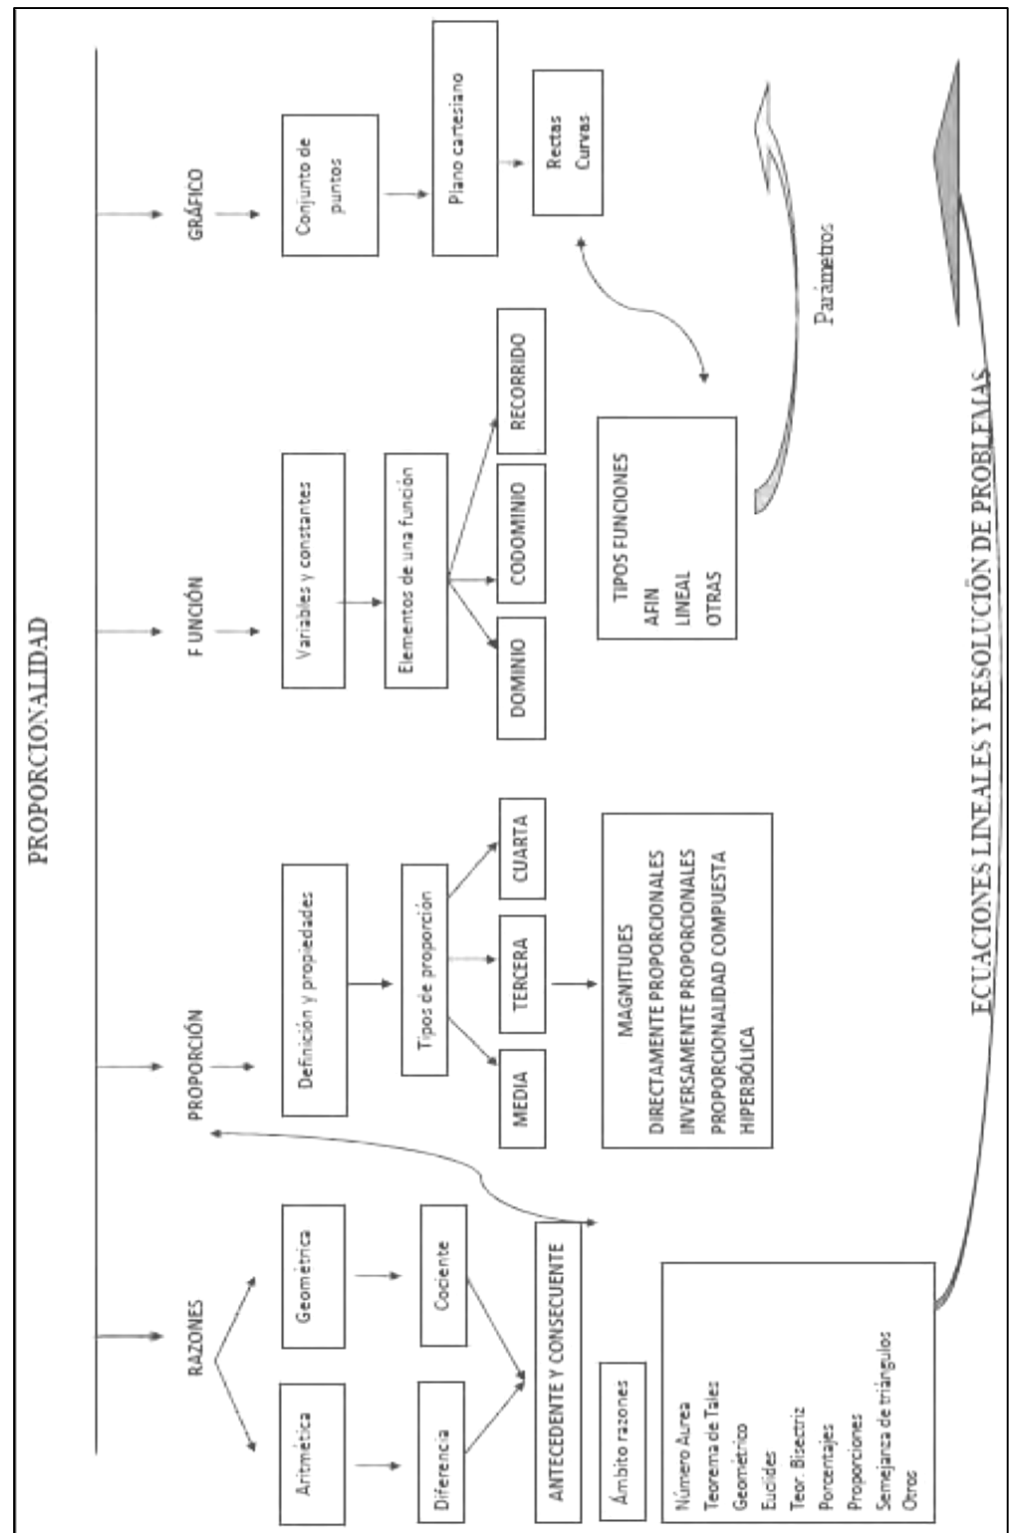 PROPORCIONALIDAD
RAZONES
PROPORCIÓN
FUNCIÓN
GRÁFICO
Aritmética
Geométrica
Diferencia
Cociente
ANTECEDENTE Y CONSECUENTE
Ámbito razones
Número Aurea
Teorema de Tales
Geométrico
Euclides
Teor. Bisectriz
Porcentajes
Proporciones
Semejanza de triángulos
Otros
Definición y propiedades
Tipos de proporción
MEDIA
TERCERA
CUARTA
MAGNITUDES
DIRECTAMENTE PROPORCIONALES
INVERSAMENTE PROPORCIONALES
PROPORCIONALIDAD COMPUESTA
HIPERBÓLICA
Variables y constantes
Elementos de una función
DOMINIO
CODOMINIO
RECORRIDO
TIPOS FUNCIONES
AFIN
LINEAL
OTRAS
Conjunto de
puntos
Plano cartesiano
Rectas
Curvas
Parámetros
ECUACIONES LINEALES Y RESOLUCIÓN DE PROBLEMAS